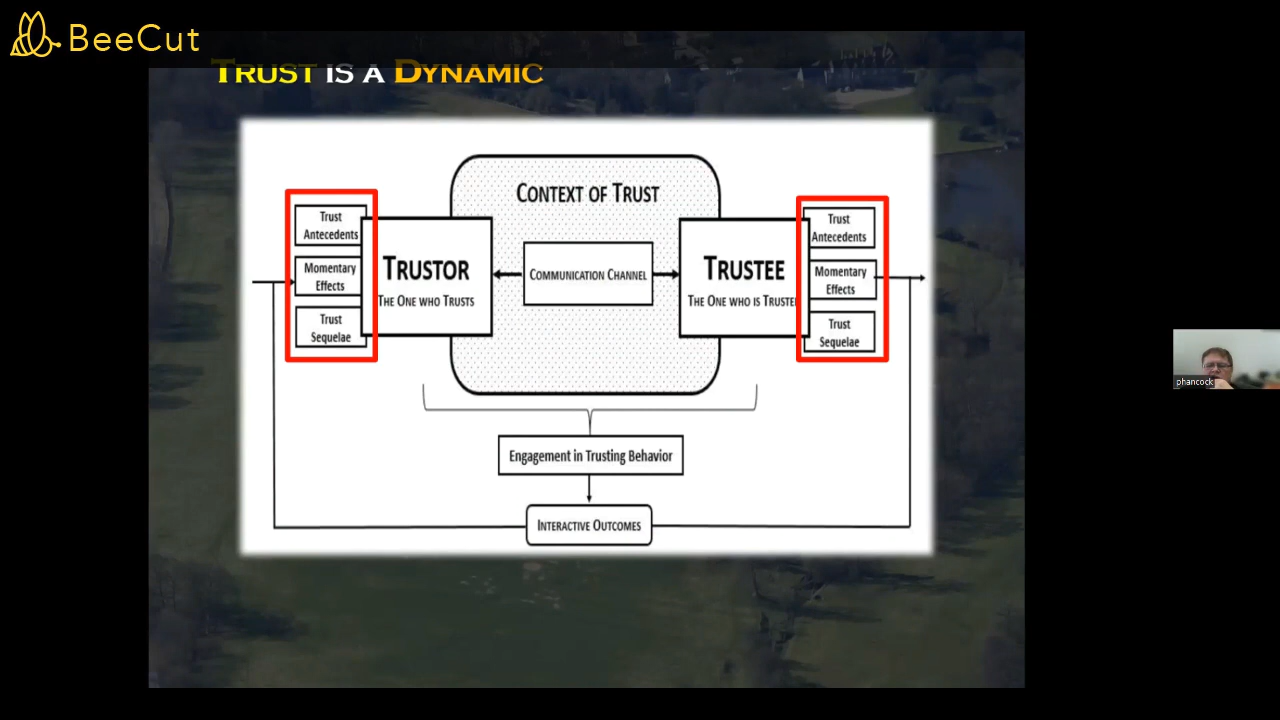 BeeCut
TRUST IS A DYNAMIC
CONTEXT OF TRUST
Trust
Antecedents
Momentary
Effects
Trust
Sequelae
TRUSTOR
THE ONE WHO TRUSTS
COMMUNICATION CHANNEL
TRUSTEE
THE ONE WHO IS TRUSTE
Trust
Antecedents
Momentary
Effects
Trust
Sequelae
Engagement in Trusting Behavior
INTERACTIVE OUTCOMES
phancock